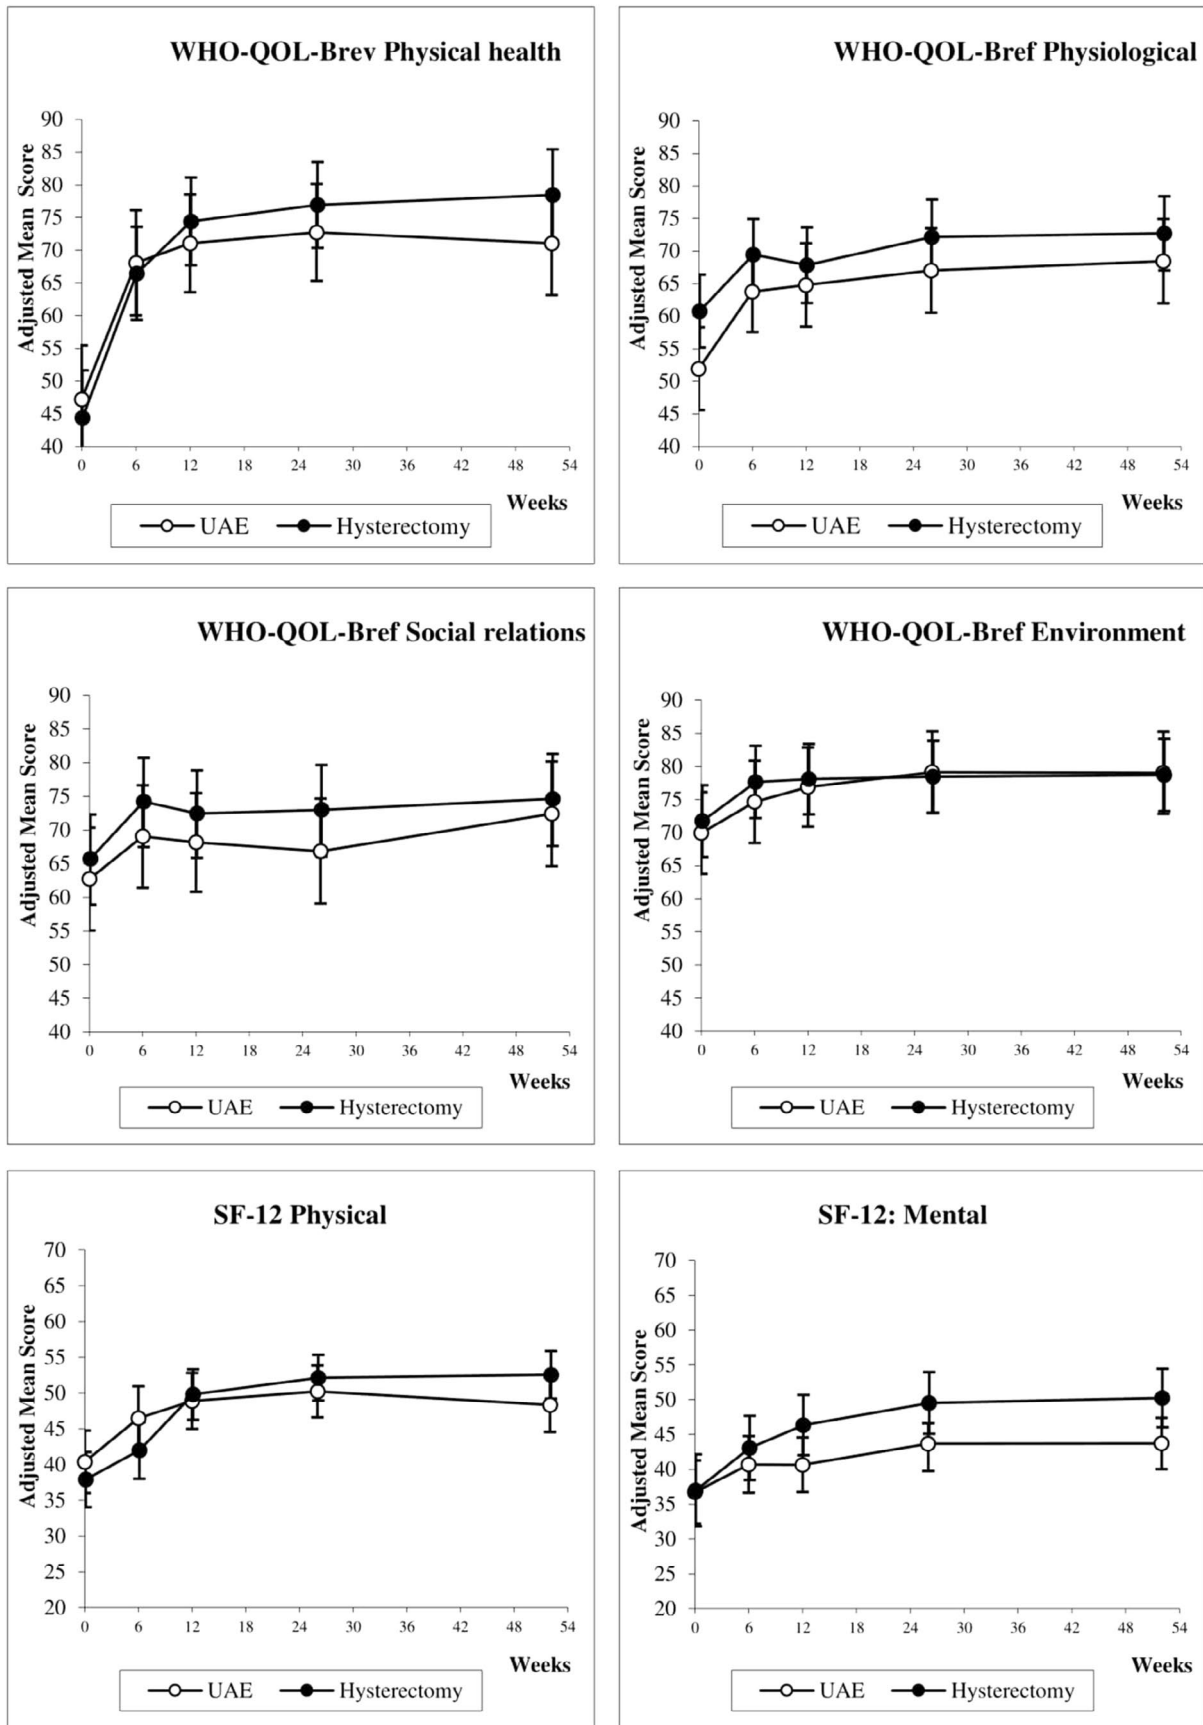 WHO-QOL-Brev Physical health
Adjusted Mean Score
90
85
80
75
70
65
60
55
50
45
40
0 6 12 18 24 30 36 42 48 54
Weeks
UAE Hysterectomy
WHO-QOL-Bref Physiological
Adjusted Mean Score
90
85
80
75
70
65
60
55
50
45
40
0 6 12 18 24 30 36 42 48 54
Weeks
UAE Hysterectomy
WHO-QOL-Bref Social relations
Adjusted Mean Score
90
85
80
75
70
65
60
55
50
45
40
0 6 12 18 24 30 36 42 48 54
Weeks
UAE Hysterectomy
WHO-QOL-Bref Environment
Adjusted Mean Score
90
85
80
75
70
65
60
55
50
45
40
0 6 12 18 24 30 36 42 48 54
Weeks
UAE Hysterectomy
SF-12 Physical
Adjusted Mean Score
70
65
60
55
50
45
40
35
30
25
20
0 6 12 18 24 30 36 42 48 54
Weeks
UAE Hysterectomy
SF-12: Mental
Adjusted Mean Score
70
65
60
55
50
45
40
35
30
25
20
0 6 12 18 24 30 36 42 48 54
Weeks
UAE Hysterectomy